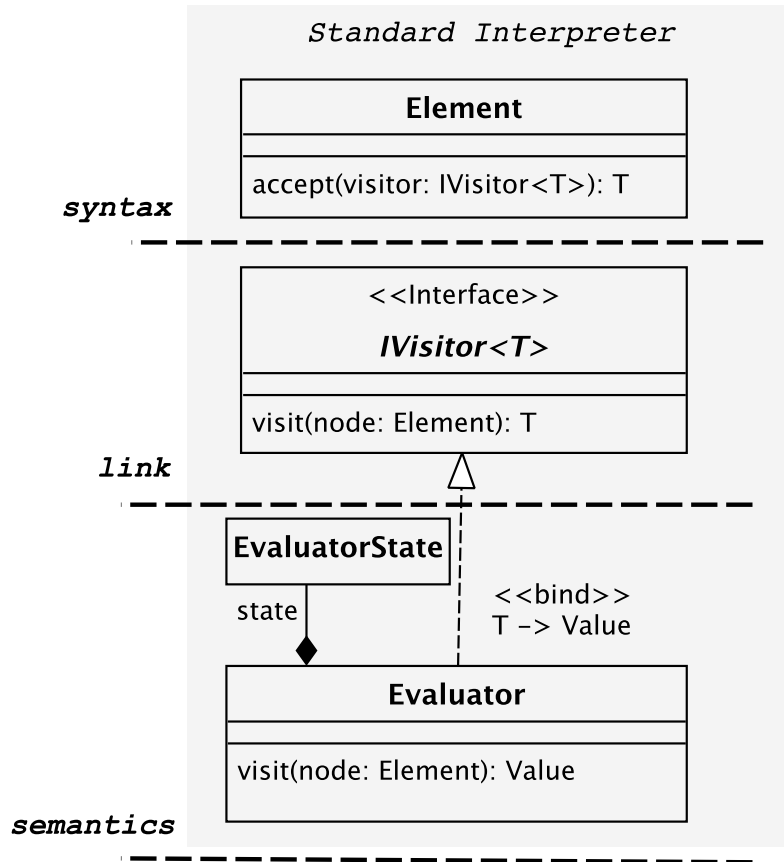 Standard Interpreter
Element
accept(visitor: IVisitor<T>): T
syntax
<<Interface>>
IVisitor<T>
visit(node: Element): T
link
EvaluatorState
state
<<bind>>
T -> Value
Evaluator
visit(node: Element): Value
semantics